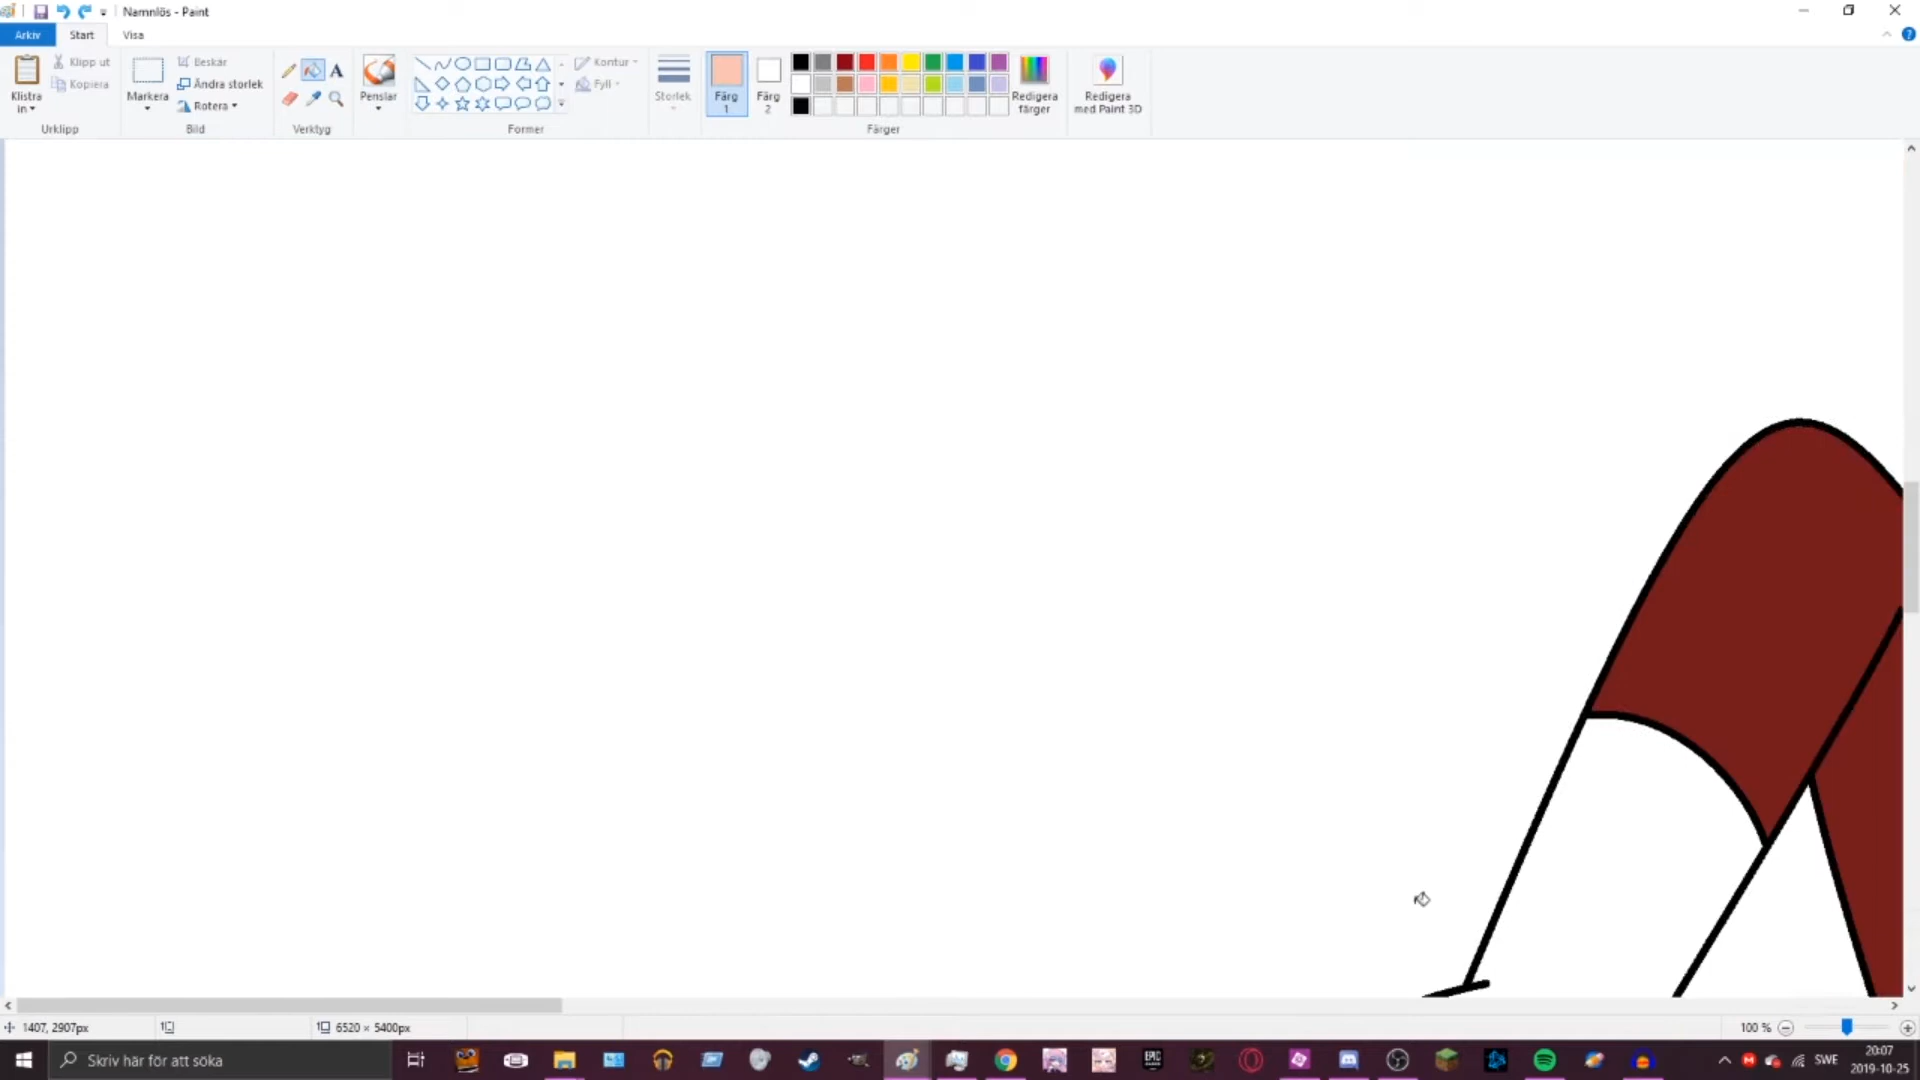 Namnlös - Paint
Arkiv
Start
Visa
Klistra in
Klipp ut
Kopiera
Urklipp
Markera
Beskär
Ändra storlek
Rotera
Bild
A
Verktyg
Penslar
Kontur
Fyll
Former
Storlek
Färg 1
Färg 2
Redigera färger
Färger
Redigera med Paint 3D
1407, 2907px
6520 × 5400px
100 %
Skriv här för att söka
EPIC
SWE
20:07
2019-10-25